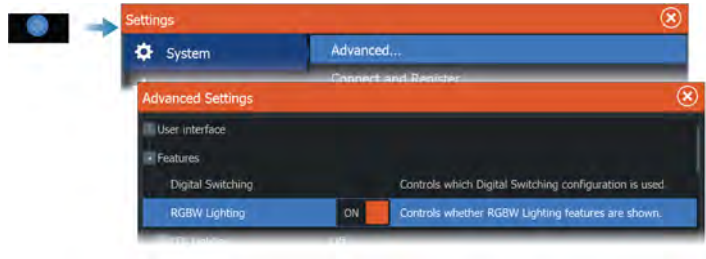 Settings
System
Advanced...
Connect and Register
Advanced Settings
User interface
Features
Digital Switching Controls which Digital Switching configuration is used
RGBW Lighting ON Controls whether RGBW Lighting features are shown.